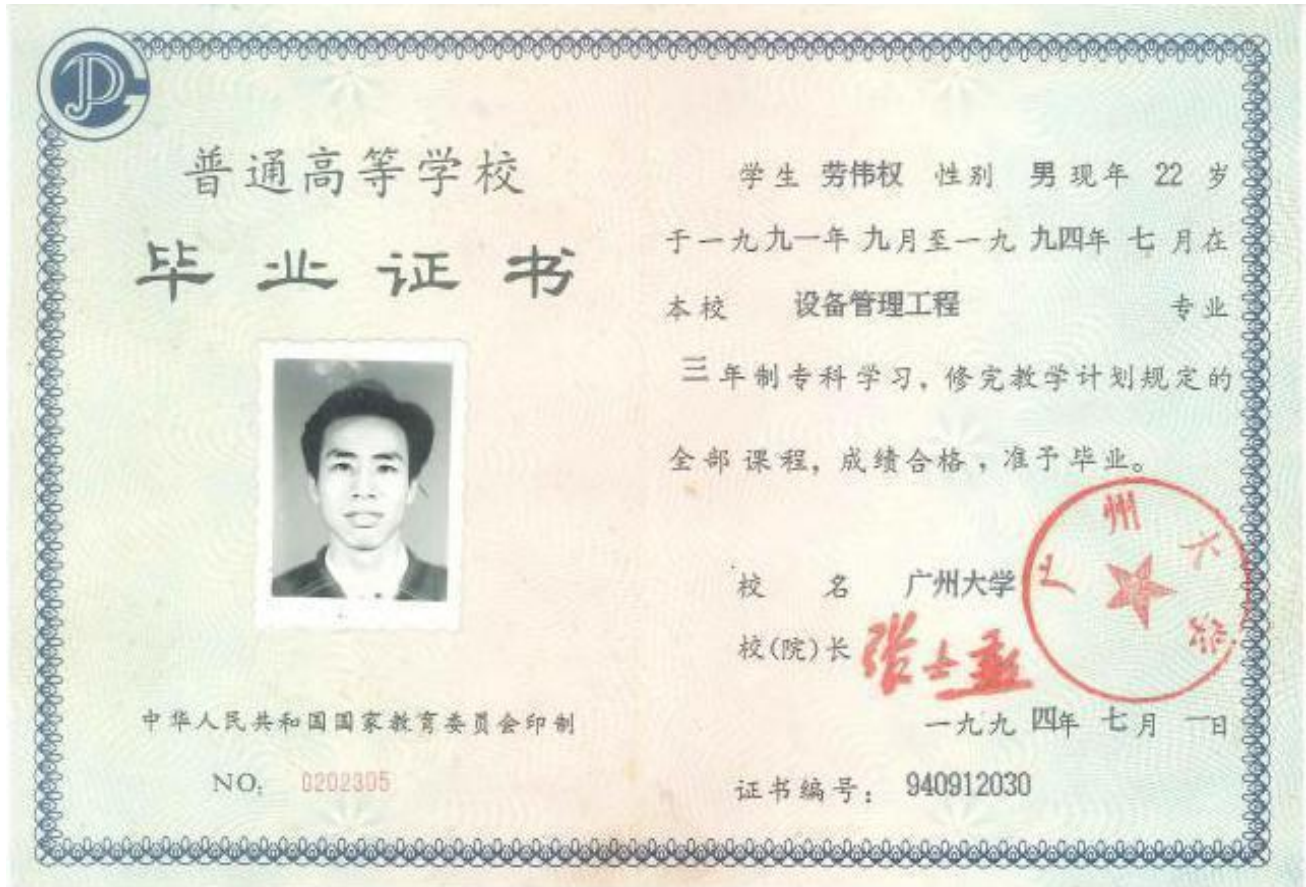 普通高等学校
毕业证书
中华人民共和国国家教育委员会印制
NO: 0202305
学生 劳伟权 性别 男 现年 22 岁
于一九九一年九月至一九九四年七月在
本校 设备管理工程 专业
三年制专科学习，修完教学计划规定的
全部课程，成绩合格，准予毕业。
校 名 广州大学
校(院)长
一九九四年七月一日
证书编号：940912030
广州大学